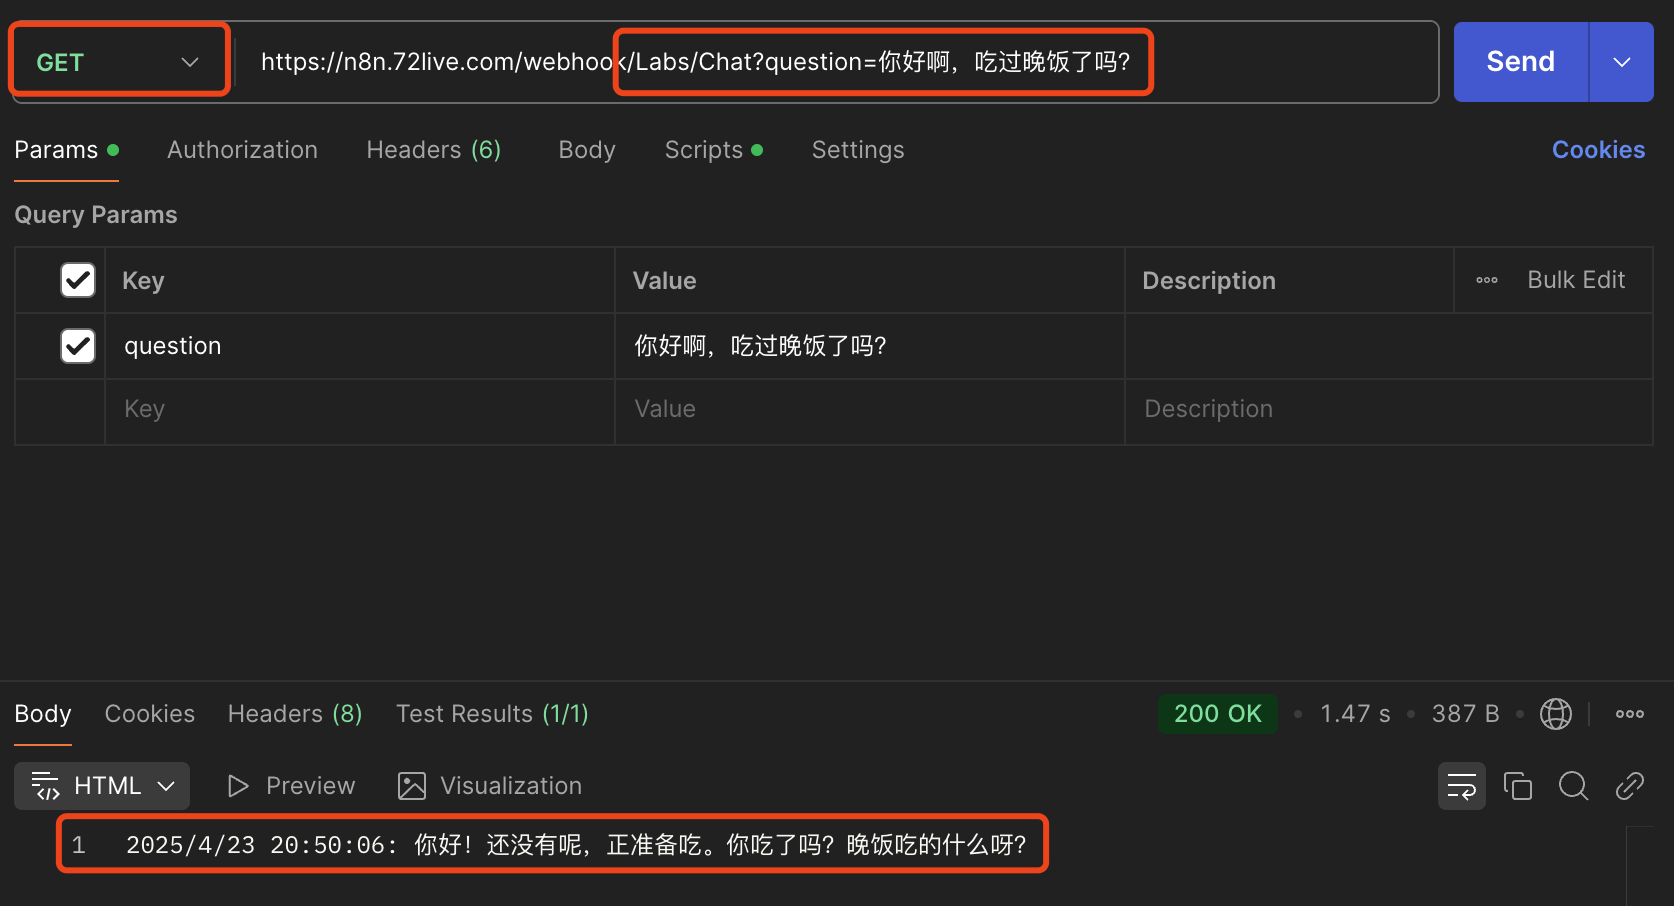 GET https://n8n.72live.com/webhook/Labs/Chat?question=你好啊，吃过晚饭了吗? Send
Params Authorization Headers (6) Body Scripts Settings Cookies
Query Params
Key Value Description Bulk Edit
question 你好啊，吃过晚饭了吗?
Key Value Description
Body Cookies Headers (8) Test Results (1/1) 200 OK 1.47 s 387 B
HTML Preview Visualization
1 2025/4/23 20:50:06: 你好！还没有呢，正准备吃。你吃了吗？晚饭吃的什么呀？